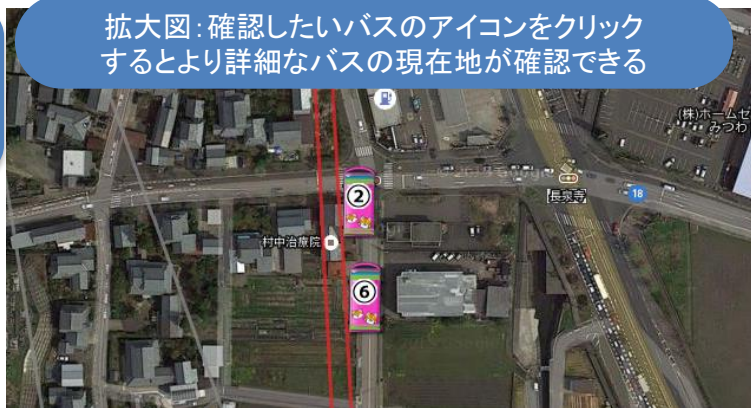 拡大図：確認したいバスのアイコンをクリック
するとより詳細なバスの現在地が確認できる
(株)ホームセ
みつわ
②
長泉寺
18
村中治療院
⑥